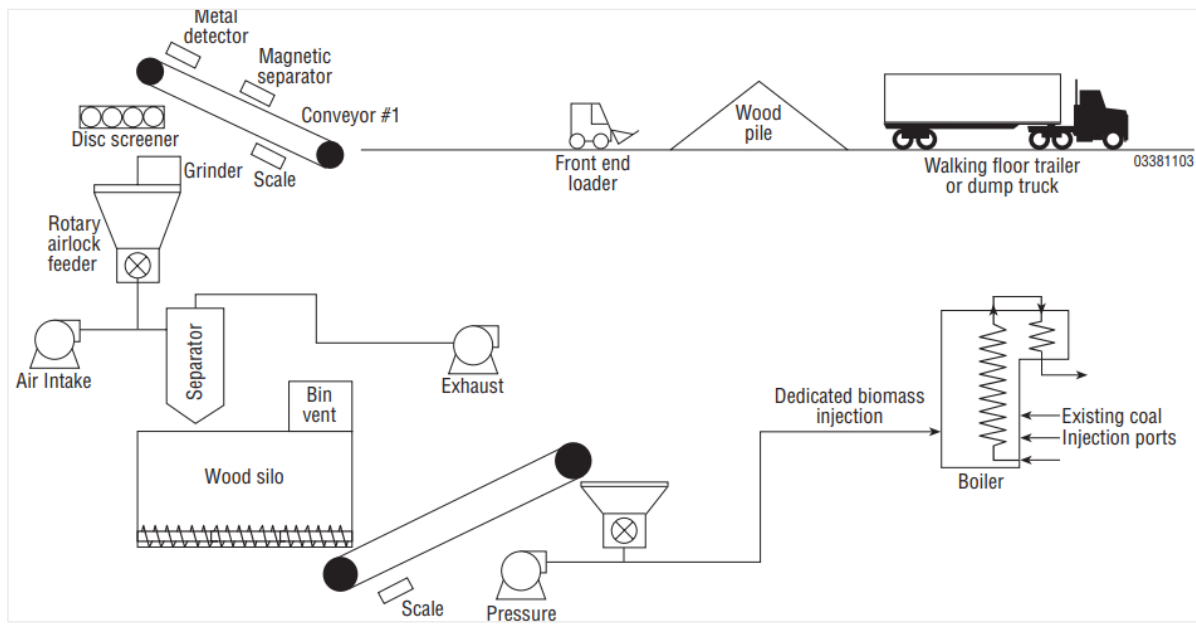 Metal
detector
Magnetic
separator
Conveyor #1
Disc screener
Scale
Grinder
Rotary
airlock
feeder
Front end
loader
Wood
pile
Walking floor trailer
or dump truck
03381103
Air Intake
Separator
Exhaust
Bin
vent
Wood silo
Scale
Pressure
Dedicated biomass
injection
Existing coal
Injection ports
Boiler